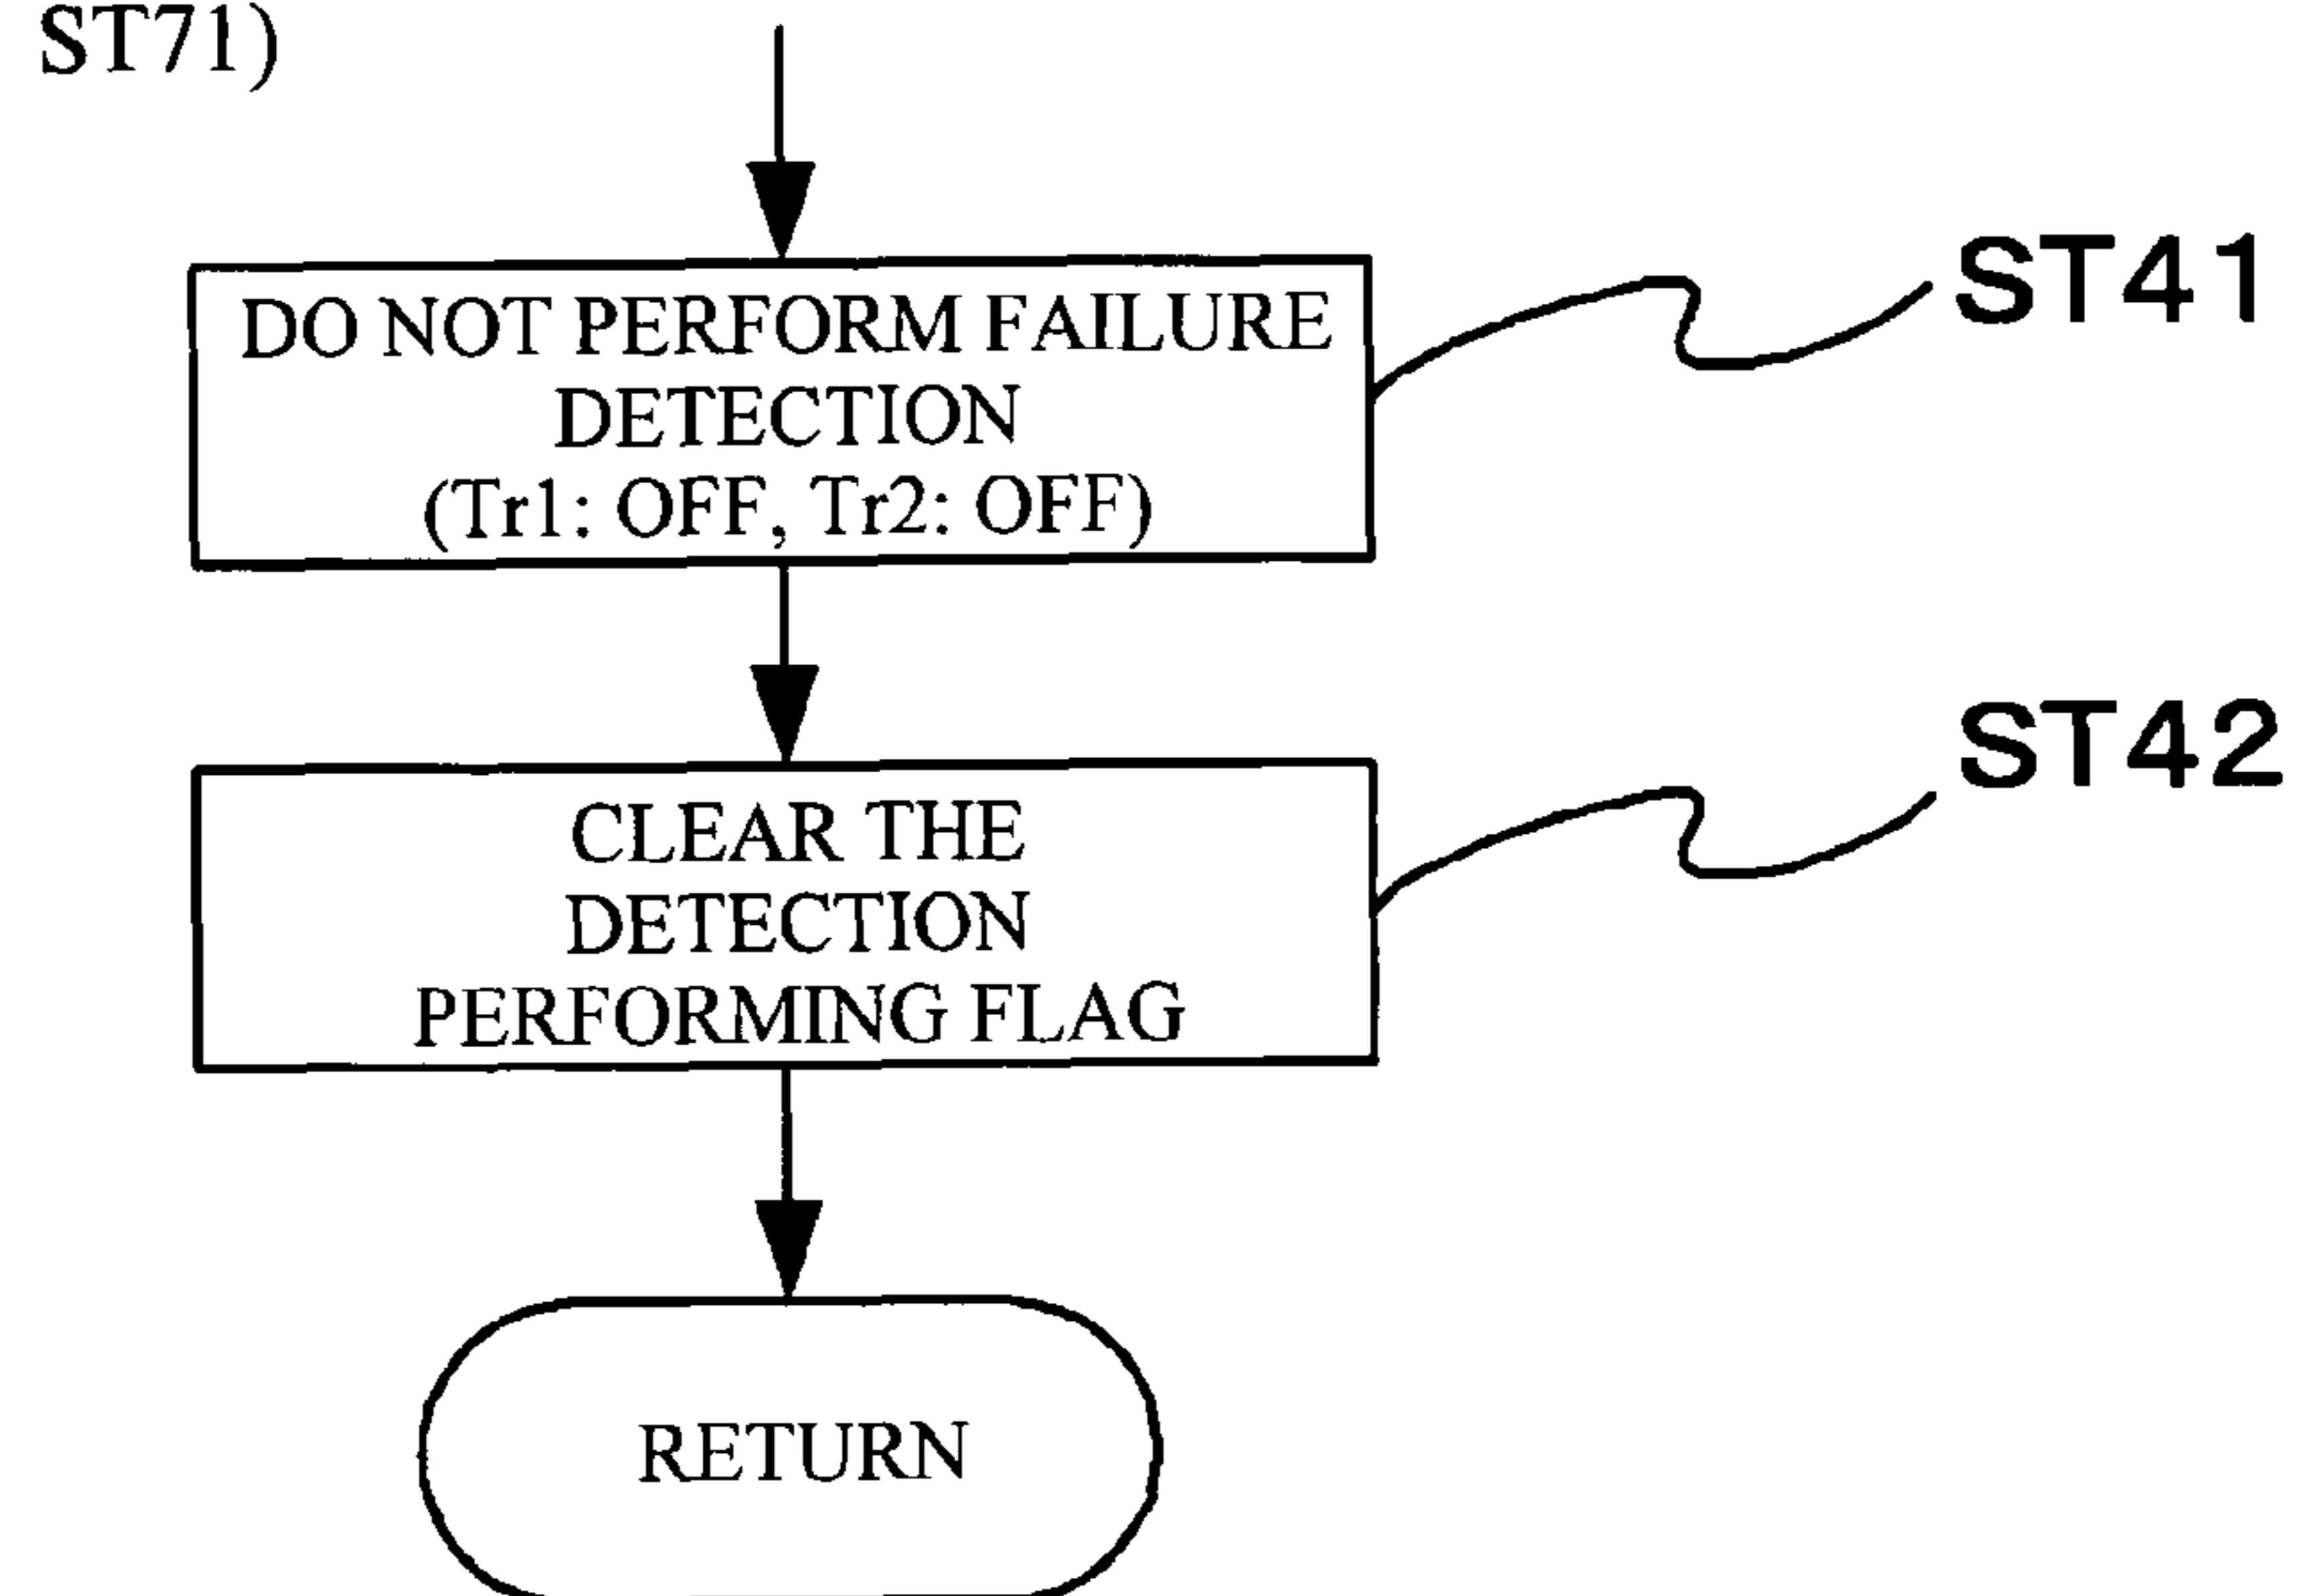 ST71)
DO NOT PERFORM FAILURE
DETECTION
(Tr1: OFF, Tr2: OFF)
ST41
CLEAR THE
DETECTION
PERFORMING FLAG
ST42
RETURN